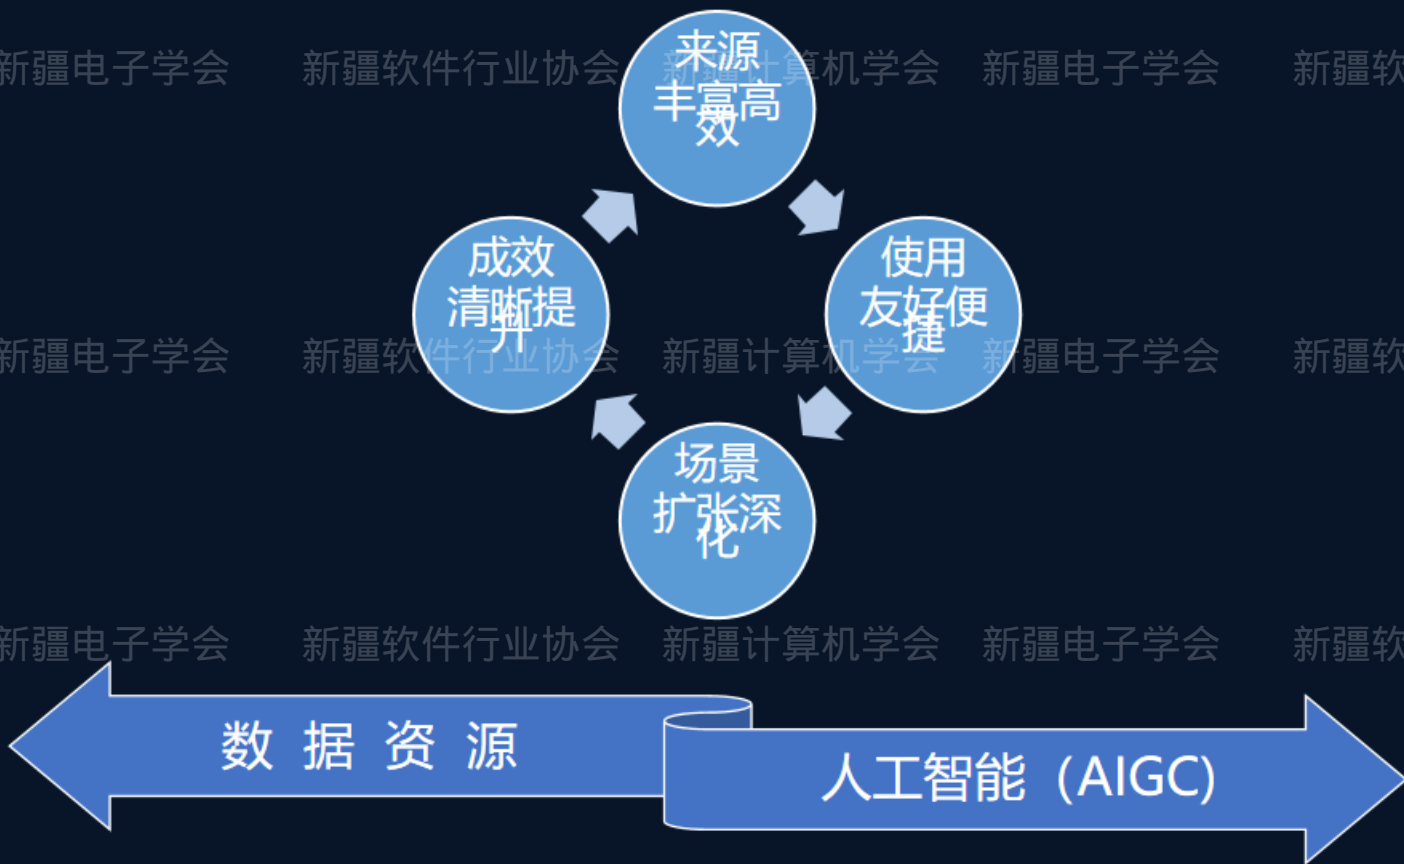 新疆电子学会 新疆软件行业协会 新疆计算机学会 新疆电子学会 新疆软
来源
丰富高
效
成效
清晰提
升
使用
友好便
捷
新疆电子学会 新疆软件行业协会 新疆计算机学会 新疆电子学会 新疆软
场景
扩张深
化
新疆电子学会 新疆软件行业协会 新疆计算机学会 新疆电子学会 新疆软
数据资源
人工智能（AIGC)